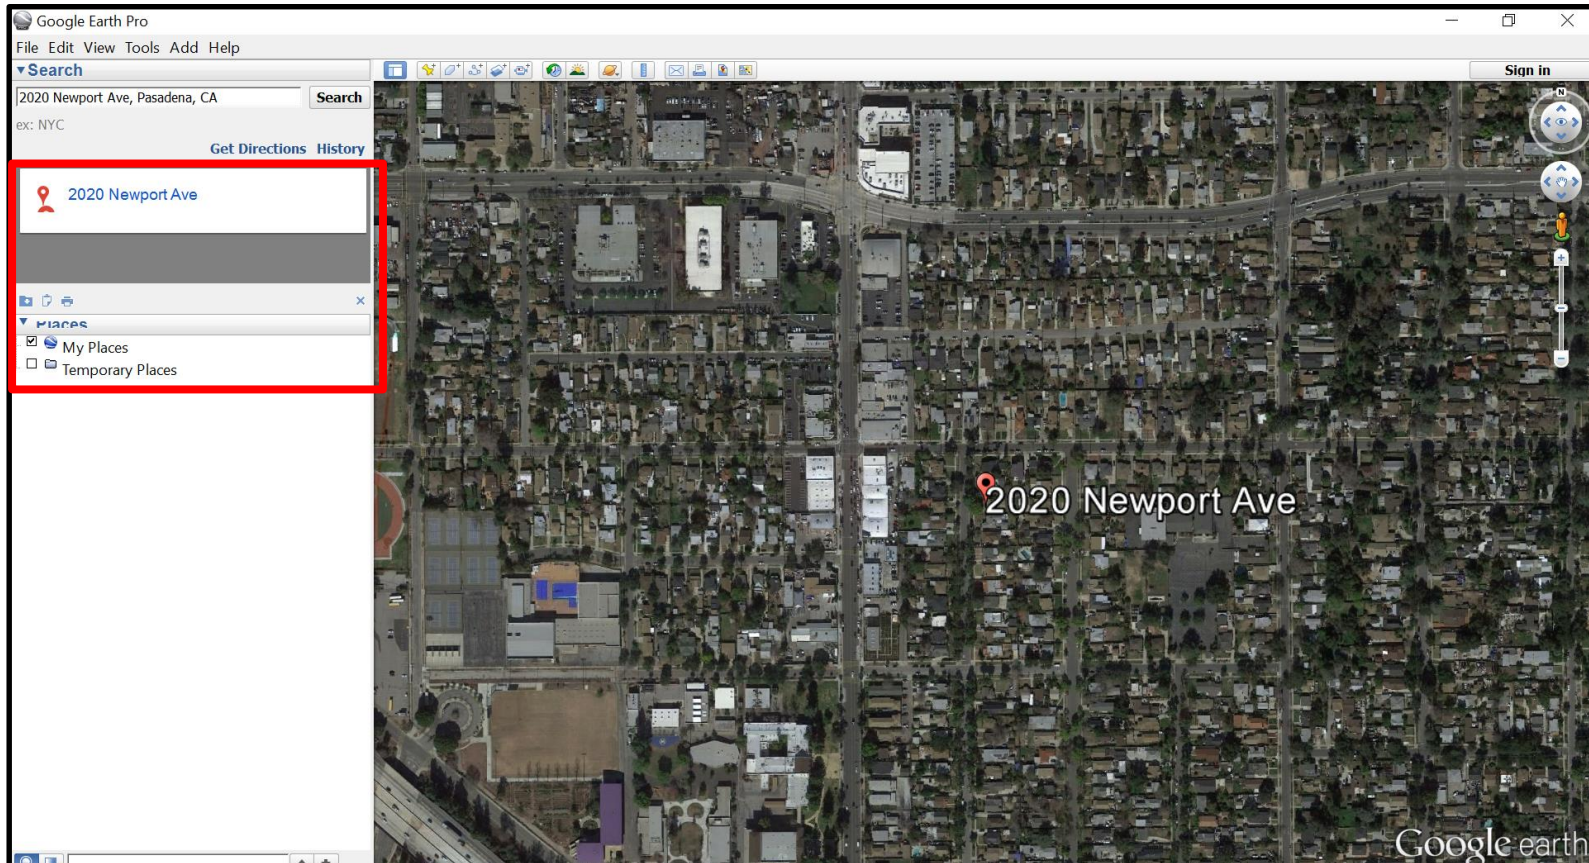 Google Earth Pro
File Edit View Tools Add Help
Search
Sign in
2020 Newport Ave, Pasadena, CA
Search
ex: NYC
Get Directions History
2020 Newport Ave
Places
My Places
Temporary Places
N
2020 Newport Ave
Google earth